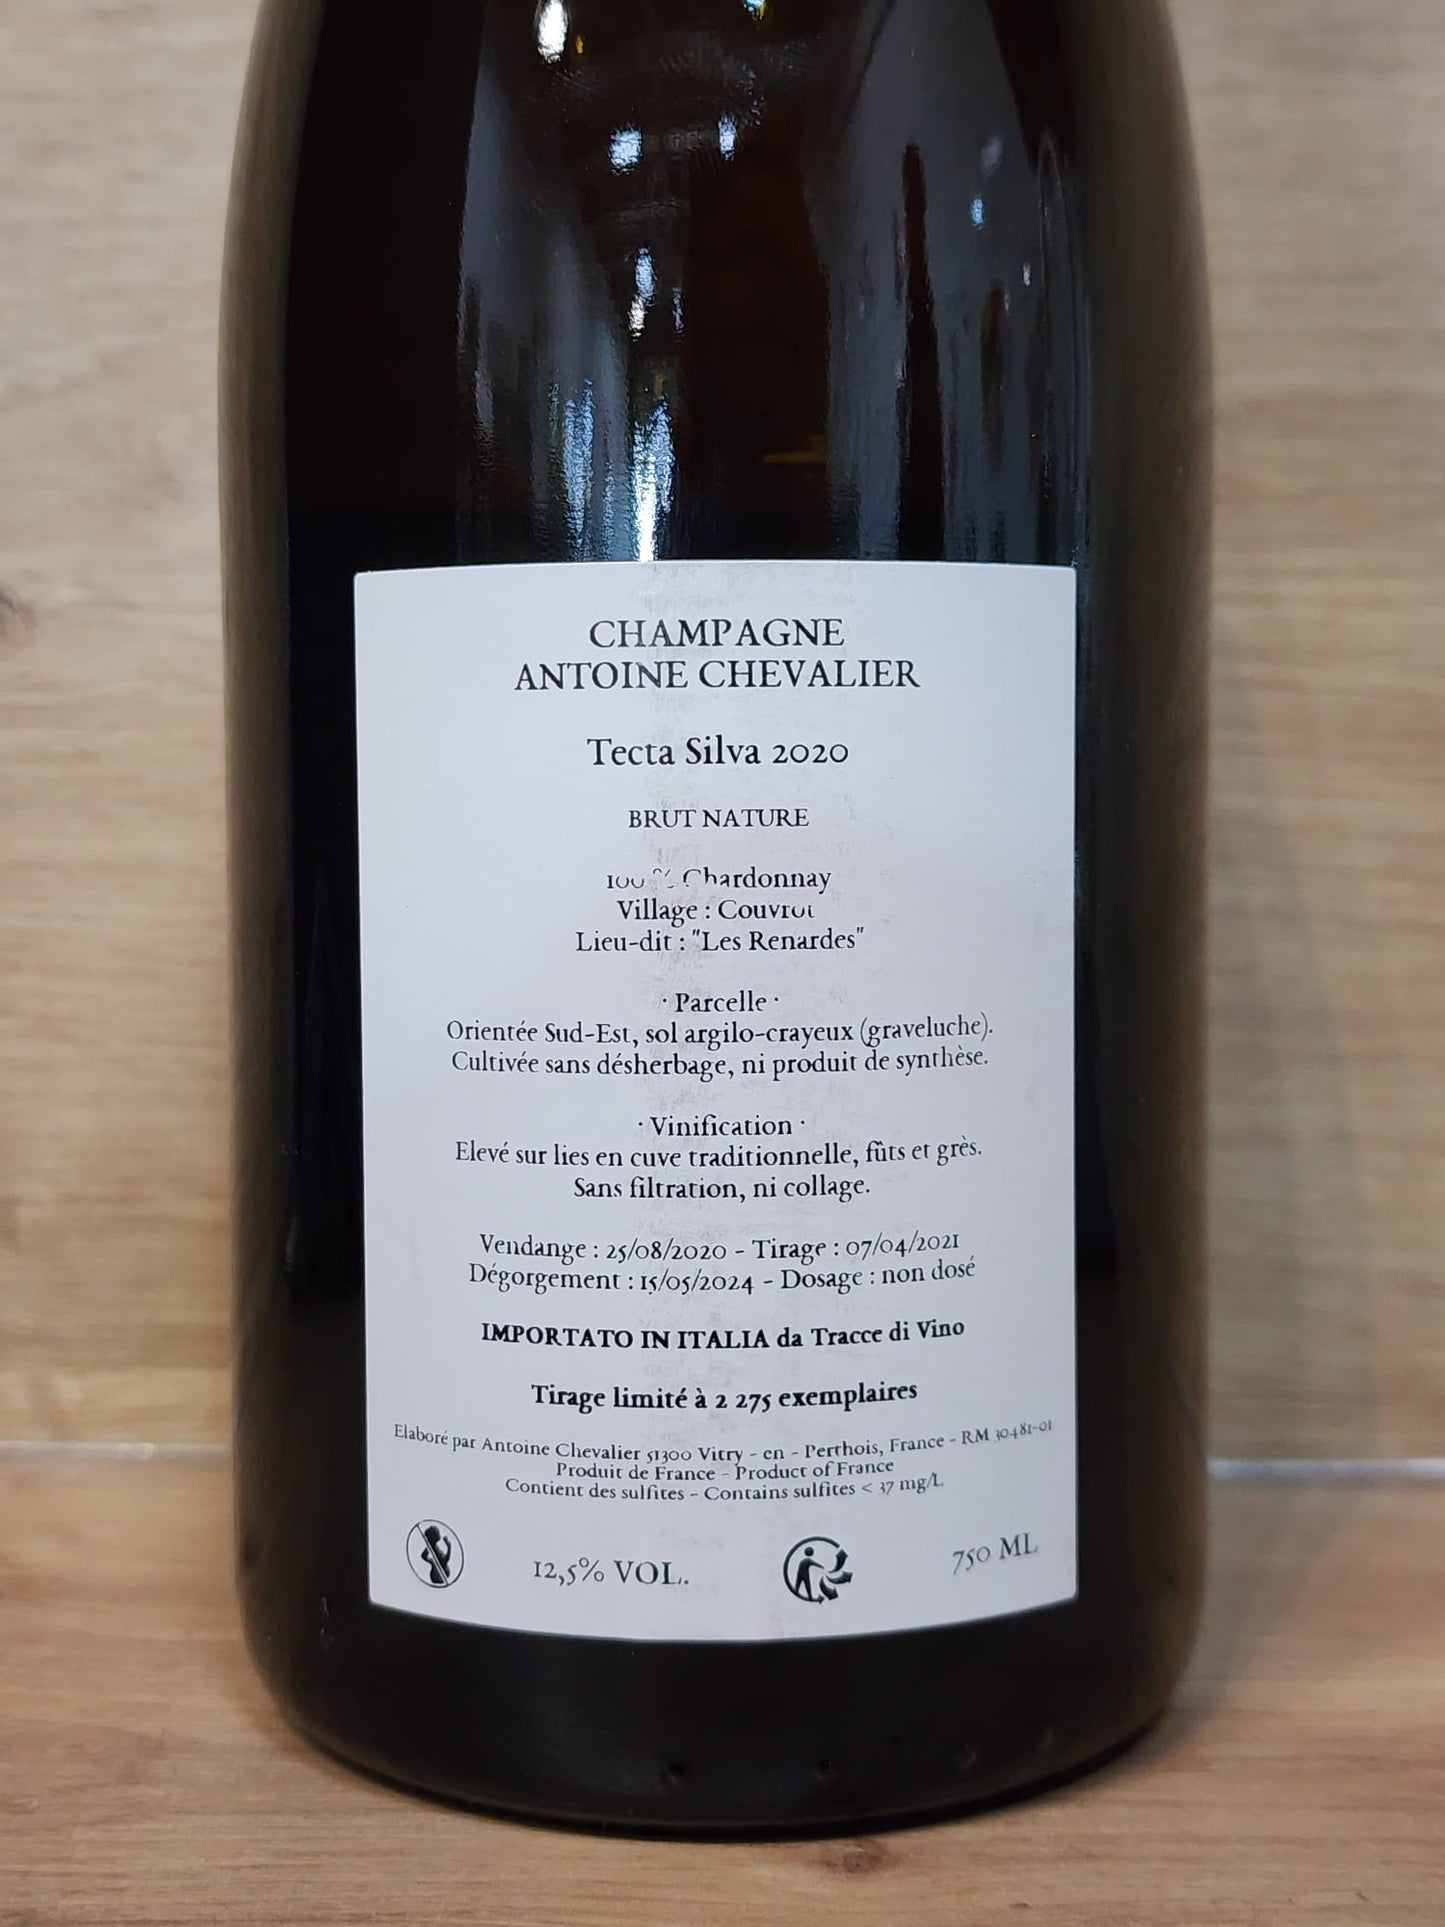 CHAMPAGNE
ANTOINE CHEVALIER
Tecta Silva 2020
BRUT NATURE
100 % Chardonnay
Village : Couvrot
Lieu-dit : "Les Renardes"
· Parcelle ·
Orientée Sud-Est, sol argilo-crayeux (graveluche).
Cultivée sans désherbage, ni produit de synthèse.
· Vinification ·
Elevé sur lies en cuve traditionnelle, fûts et grès.
Sans filtration, ni collage.
Vendange : 25/08/2020 - Tirage : 07/04/2021
Dégorgement : 15/05/2024 - Dosage : non dosé
IMPORTATO IN ITALIA da Tracce di Vino
Tirage limité à 2 275 exemplaires
Elaboré par Antoine Chevalier 51300 Vitry - en - Perthois, France - RM 30481-01
Produit de France - Product of France
Contient des sulfites - Contains sulfites < 37 mg/L
12,5% VOL.
750 ML